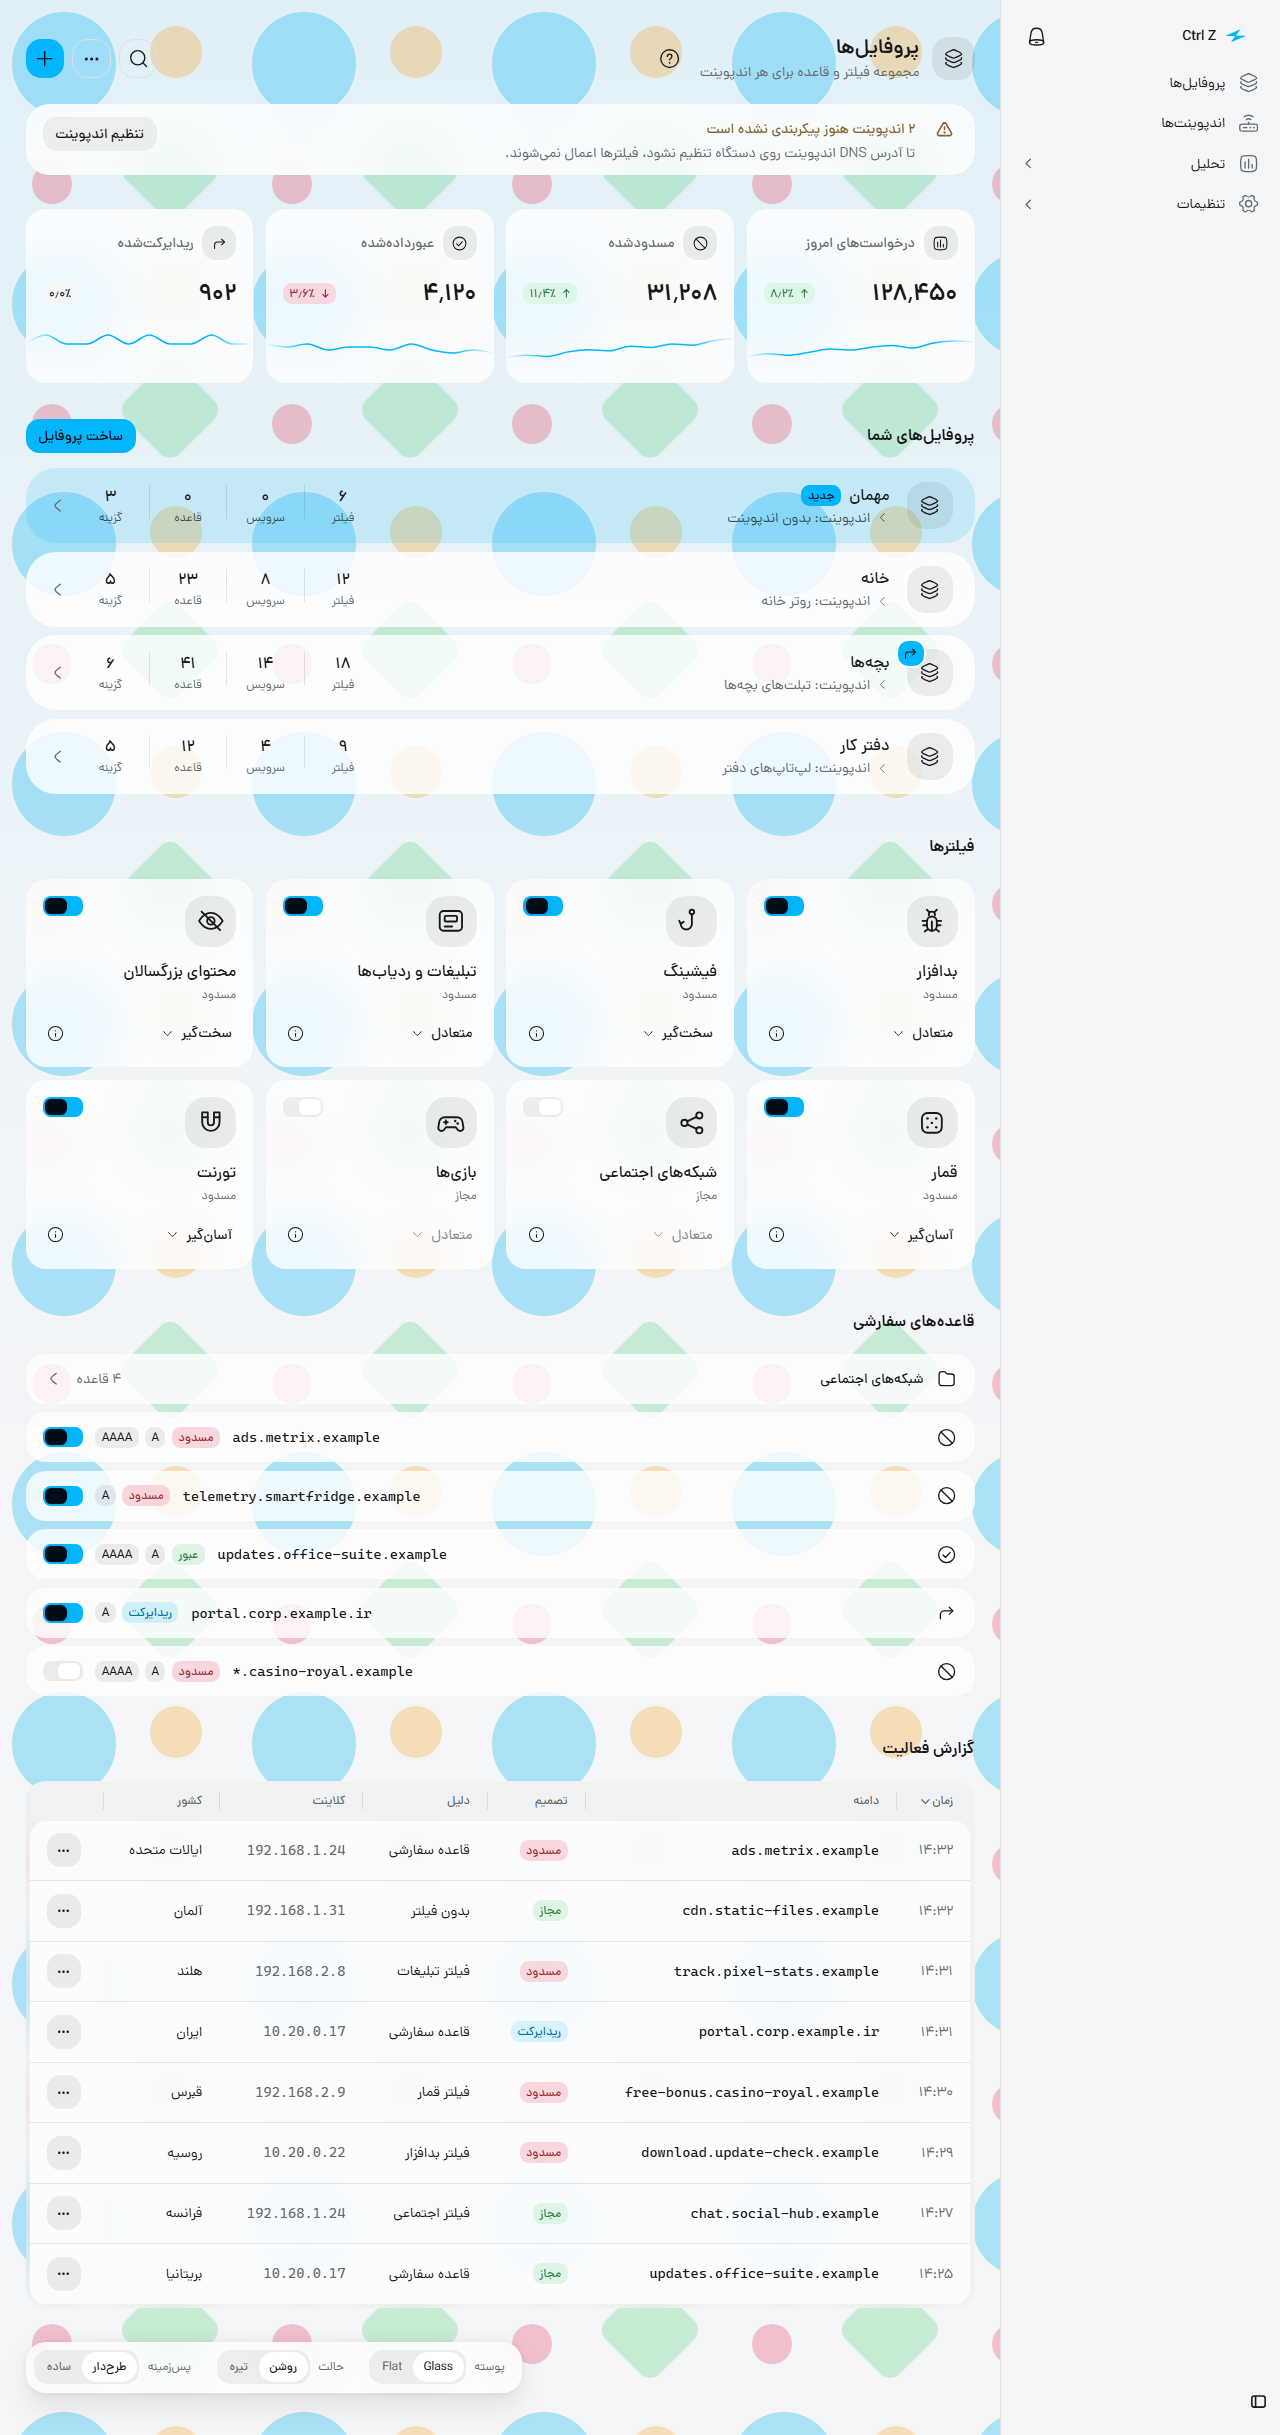 Ctrl Z
پروفایل‌ها
اندپوینت‌ها
تحلیل
تنظیمات
پروفایل‌ها
مجموعه فیلتر و قاعده برای هر اندپوینت
۲ اندپوینت هنوز پیکربندی نشده است
تا آدرس DNS اندپوینت روی دستگاه تنظیم نشود، فیلترها اعمال نمی‌شوند.
تنظیم اندپوینت
درخواست‌های امروز
۱۲۸٬۴۵۰
۸٫۲٪
مسدودشده
۳۱٬۲۰۸
۱۱٫۴٪
عبورداده‌شده
۴٬۱۲۰
۳٫۶٪
ریدایرکت‌شده
۹۰۲
۰٫۰٪
پروفایل‌های شما
ساخت پروفایل
مهمان جدید
اندپوینت: بدون اندپوینت
۶ فیلتر
۰ سرویس
۰ قاعده
۳ گزینه
خانه
اندپوینت: روتر خانه
۱۲ فیلتر
۸ سرویس
۲۳ قاعده
۵ گزینه
بچه‌ها
اندپوینت: تبلت‌های بچه‌ها
۱۸ فیلتر
۱۴ سرویس
۴۱ قاعده
۶ گزینه
دفتر کار
اندپوینت: لپ‌تاپ‌های دفتر
۹ فیلتر
۴ سرویس
۱۲ قاعده
۵ گزینه
فیلترها
بدافزار
مسدود
متعادل
فیشینگ
مسدود
سخت‌گیر
تبلیغات و ردیاب‌ها
مسدود
متعادل
محتوای بزرگسالان
مسدود
سخت‌گیر
قمار
مسدود
آسان‌گیر
شبکه‌های اجتماعی
مجاز
متعادل
بازی‌ها
مجاز
متعادل
تورنت
مسدود
آسان‌گیر
قاعده‌های سفارشی
شبکه‌های اجتماعی
۴ قاعده
ads.metrix.example مسدود A AAAA
telemetry.smartfridge.example مسدود A
updates.office-suite.example عبور A AAAA
portal.corp.example.ir ریدایرکت A
*.casino-royal.example مسدود A AAAA
گزارش فعالیت
زمان دامنه تصمیم دلیل کلاینت کشور
۱۴:۳۲ ads.metrix.example مسدود قاعده سفارشی 192.168.1.24 ایالات متحده
۱۴:۳۲ cdn.static-files.example مجاز بدون فیلتر 192.168.1.31 آلمان
۱۴:۳۱ track.pixel-stats.example مسدود فیلتر تبلیغات 192.168.2.8 هلند
۱۴:۳۱ portal.corp.example.ir ریدایرکت قاعده سفارشی 10.20.0.17 ایران
۱۴:۳۰ free-bonus.casino-royal.example مسدود فیلتر قمار 192.168.2.9 قبرس
۱۴:۲۹ download.update-check.example مسدود فیلتر بدافزار 10.20.0.22 روسیه
۱۴:۲۷ chat.social-hub.example مجاز فیلتر اجتماعی 192.168.1.24 فرانسه
۱۴:۲۵ updates.office-suite.example مجاز قاعده سفارشی 10.20.0.17 بریتانیا
پوسته Glass Flat
حالت روشن تیره
پس‌زمینه طرح‌دار ساده